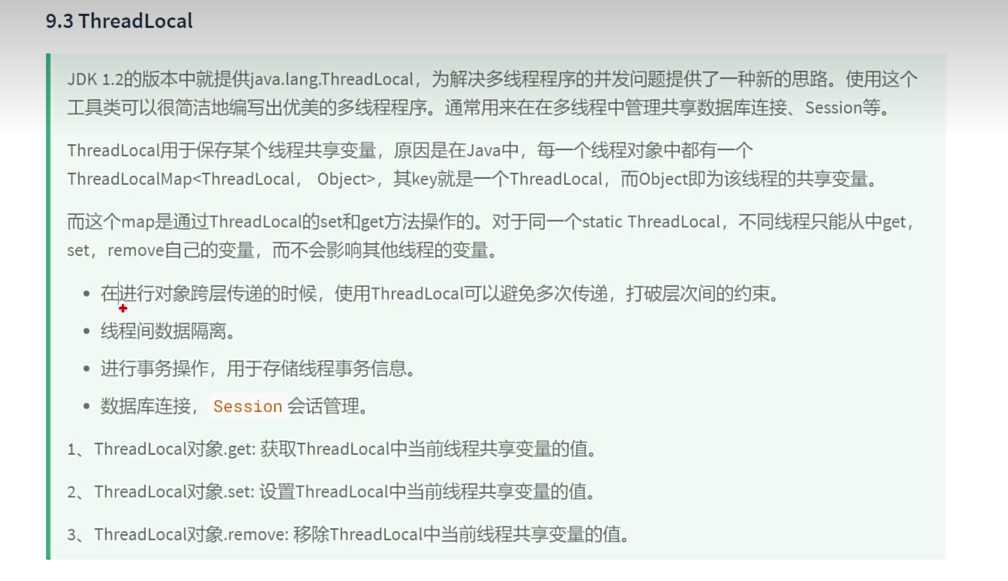 9.3 ThreadLocal
JDK 1.2的版本中就提供java.lang.ThreadLocal，为解决多线程程序的并发问题提供了一种新的思路。使用这个
工具类可以很简洁地编写出优美的多线程程序。通常用来在在多线程中管理共享数据库连接、Session等。
ThreadLocal用于保存某个线程共享变量，原因是在Java中，每一个线程对象中都有一个
ThreadLocalMap<ThreadLocal， Object>，其key就是一个ThreadLocal，而Object即为该线程的共享变量。
而这个map是通过ThreadLocal的set和get方法操作的。对于同一个static ThreadLocal，不同线程只能从中get，
set，remove自己的变量，而不会影响其他线程的变量。
• 在进行对象跨层传递的时候，使用ThreadLocal可以避免多次传递，打破层次间的约束。
• 线程间数据隔离。
• 进行事务操作，用于存储线程事务信息。
• 数据库连接， Session 会话管理。
1、ThreadLocal对象.get: 获取ThreadLocal中当前线程共享变量的值。
2、ThreadLocal对象.set: 设置ThreadLocal中当前线程共享变量的值。
3、ThreadLocal对象.remove: 移除ThreadLocal中当前线程共享变量的值。